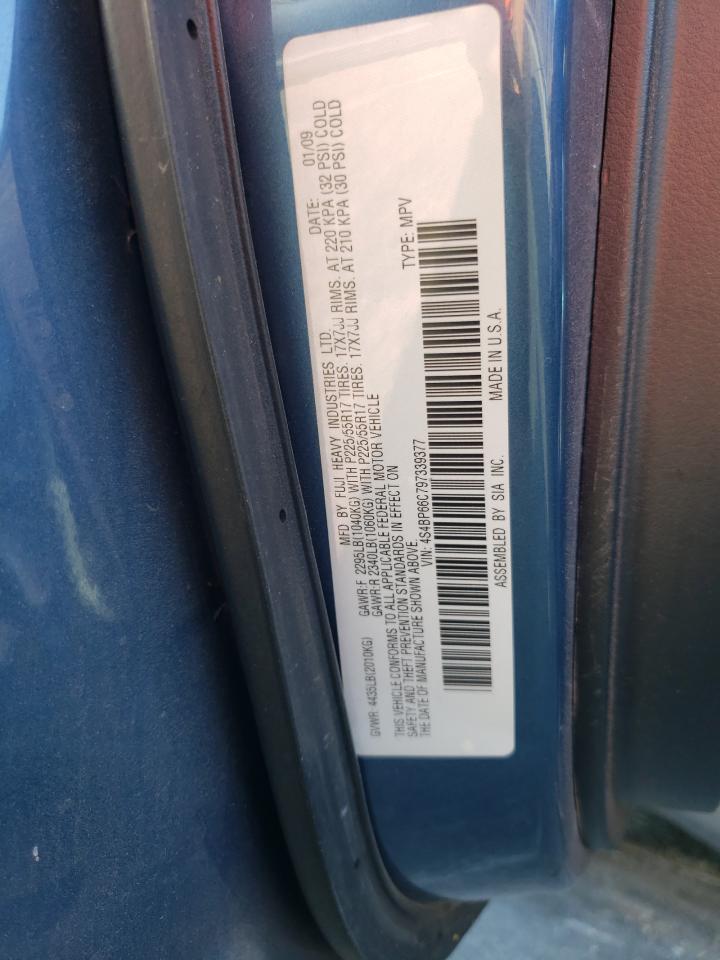 MFD BY FUJI HEAVY INDUSTRIES LTD. DATE: 01/09
GAWR:F 2295LB(1040KG) WITH P225/55R17 TIRES. 17X7JJ RIMS. AT 220 KPA (32 PSI) COLD
GVWR: 4435LB(2010KG) GAWR:R 2340LB(1060KG) WITH P225/55R17 TIRES. 17X7JJ RIMS. AT 210 KPA (30 PSI) COLD
THIS VEHICLE CONFORMS TO ALL APPLICABLE FEDERAL MOTOR VEHICLE
SAFETY AND THEFT PREVENTION STANDARDS IN EFFECT ON
THE DATE OF MANUFACTURE SHOWN ABOVE. TYPE: MPV
VIN: 4S4BP66C797339377
ASSEMBLED BY SIA INC. MADE IN U.S.A.